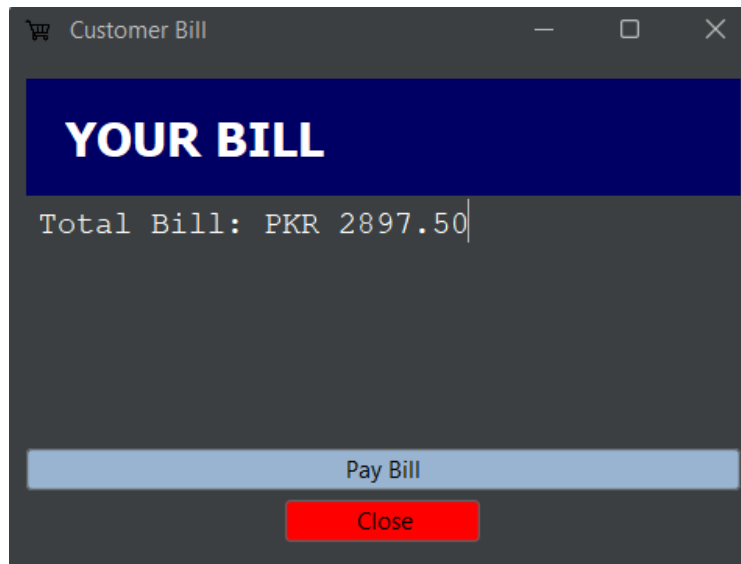 Customer Bill
YOUR BILL
Total Bill: PKR 2897.50
Pay Bill
Close